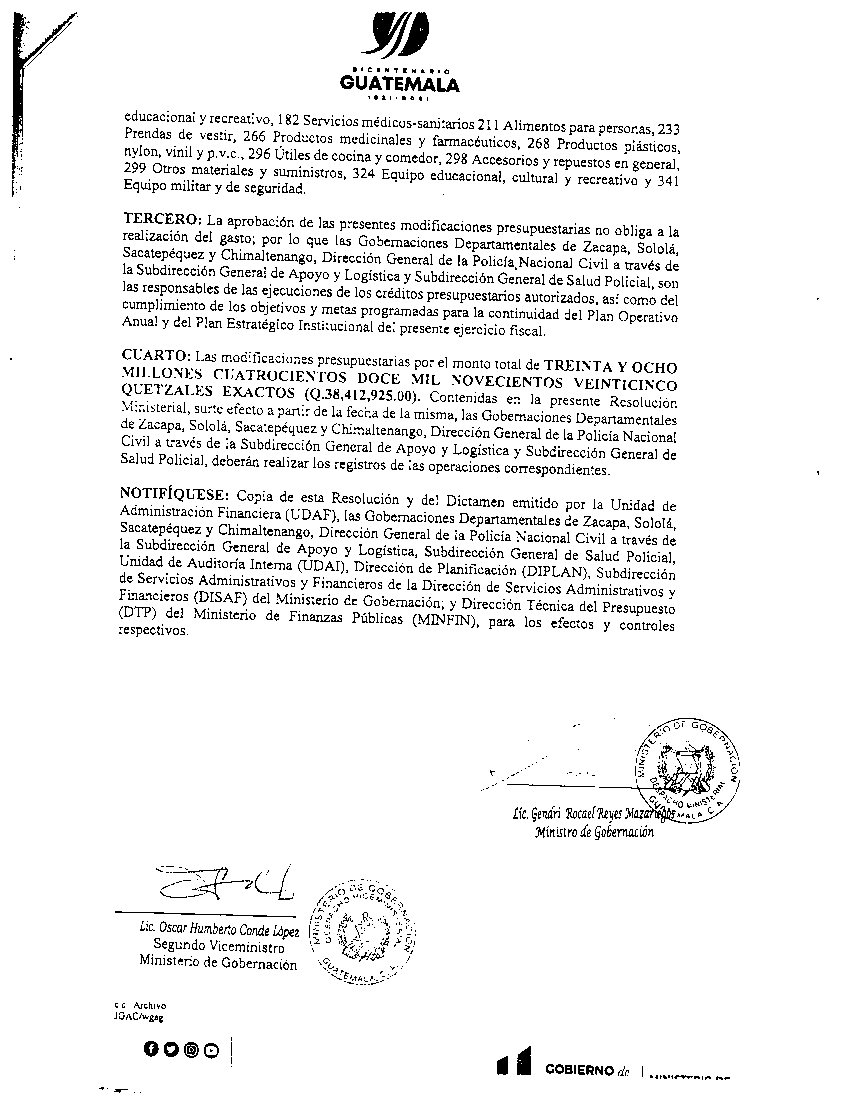 BICENTENARIO
GUATEMALA
1821-2021
educacional y recreativo, 182 Servicios médicos-sanitarios 211 Alimentos para personas, 233
Prendas de vestir, 266 Productos medicinales y farmacéuticos, 268 Productos plásticos,
nylon, vinil y p.v.c., 296 Útiles de cocina y comedor, 298 Accesorios y repuestos en general,
299 Otros materiales y suministros, 324 Equipo educacional, cultural y recreativo y 341
Equipo militar y de seguridad.
TERCERO: La aprobación de las presentes modificaciones presupuestarias no obliga a la
realización del gasto; por lo que las Gobernaciones Departamentales de Zacapa, Sololá,
Sacatepéquez y Chimaltenango, Dirección General de la Policía Nacional Civil a través de
la Subdirección General de Apoyo y Logística y Subdirección General de Salud Policial, son
las responsables de las ejecuciones de los créditos presupuestarios autorizados, así como del
cumplimiento de los objetivos y metas programadas para la continuidad del Plan Operativo
Anual y del Plan Estratégico Institucional del presente ejercicio fiscal.
CUARTO: Las modificaciones presupuestarias por el monto total de TREINTA Y OCHO
MILLONES CUATROCIENTOS DOCE MIL NOVECIENTOS VEINTICINCO
QUETZALES EXACTOS (Q.38,412,925.00). Contenidas en la presente Resolución
Ministerial, surte efecto a partir de la fecha de la misma, las Gobernaciones Departamentales
de Zacapa, Sololá, Sacatepéquez y Chimaltenango, Dirección General de la Policía Nacional
Civil a través de la Subdirección General de Apoyo y Logística y Subdirección General de
Salud Policial, deberán realizar los registros de las operaciones correspondientes.
NOTIFÍQUESE: Copia de esta Resolución y del Dictamen emitido por la Unidad de
Administración Financiera (UDAF), las Gobernaciones Departamentales de Zacapa, Sololá,
Sacatepéquez y Chimaltenango, Dirección General de la Policía Nacional Civil a través de
la Subdirección General de Apoyo y Logística, Subdirección General de Salud Policial,
Unidad de Auditoría Interna (UDAI), Dirección de Planificación (DIPLAN), Subdirección
de Servicios Administrativos y Financieros de la Dirección de Servicios Administrativos y
Financieros (DISAF) del Ministerio de Gobernación; y Dirección Técnica del Presupuesto
(DTP) del Ministerio de Finanzas Públicas (MINFIN), para los efectos y controles
respectivos.
MINISTERIO DE GOBERNACIÓN
DESPACHO MINISTERIAL
GUATEMALA C. A.
Lic. Gendri Rocael Reyes Mazariegos
Ministro de Gobernación
MINISTERIO DE GOBERNACIÓN
GUATEMALA, C. A.
Lic. Oscar Humberto Conde López
Segundo Viceministro
Ministerio de Gobernación
c c Archivo
JGAC/wgag
GOBIERNO de